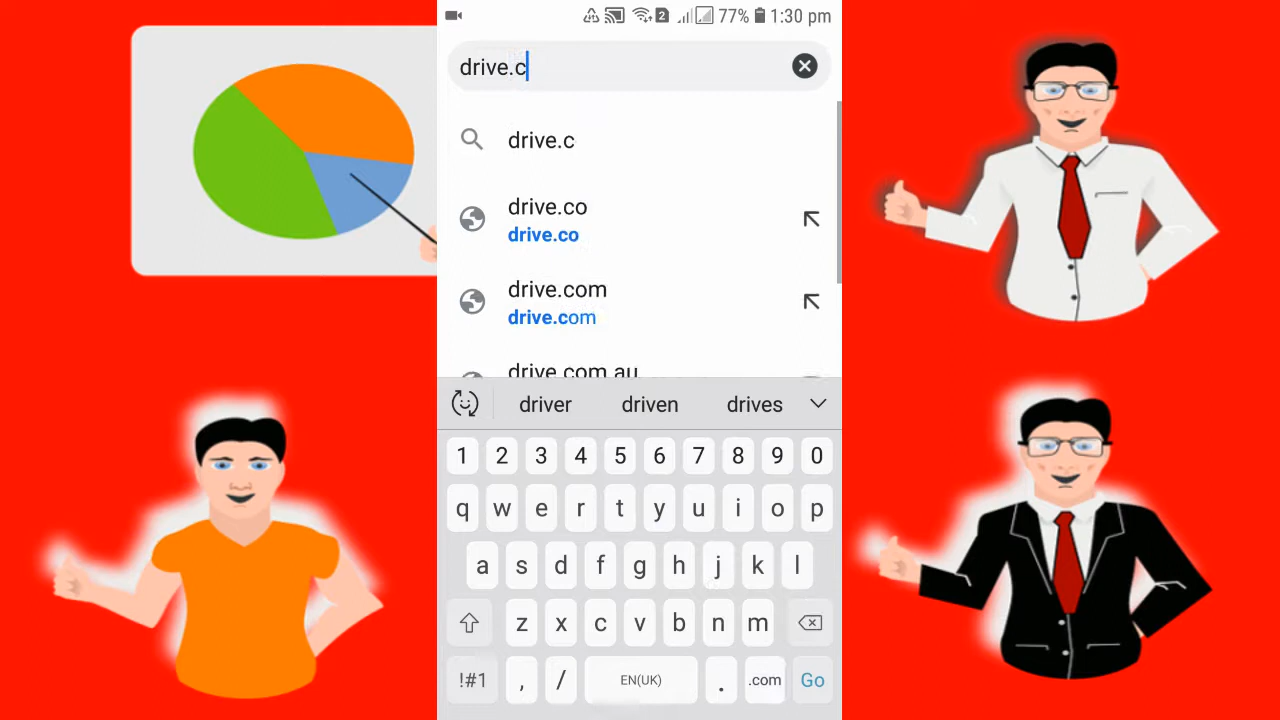 2 77% 1:30 pm
drive.c
drive.c
drive.co
drive.co
drive.com
drive.com
drive.com.au
driver driven drives
1 2 3 4 5 6 7 8 9 0
q w e r t y u i o p
a s d f g h j k l
z x c v b n m
!#1 , / EN(UK) . .com Go